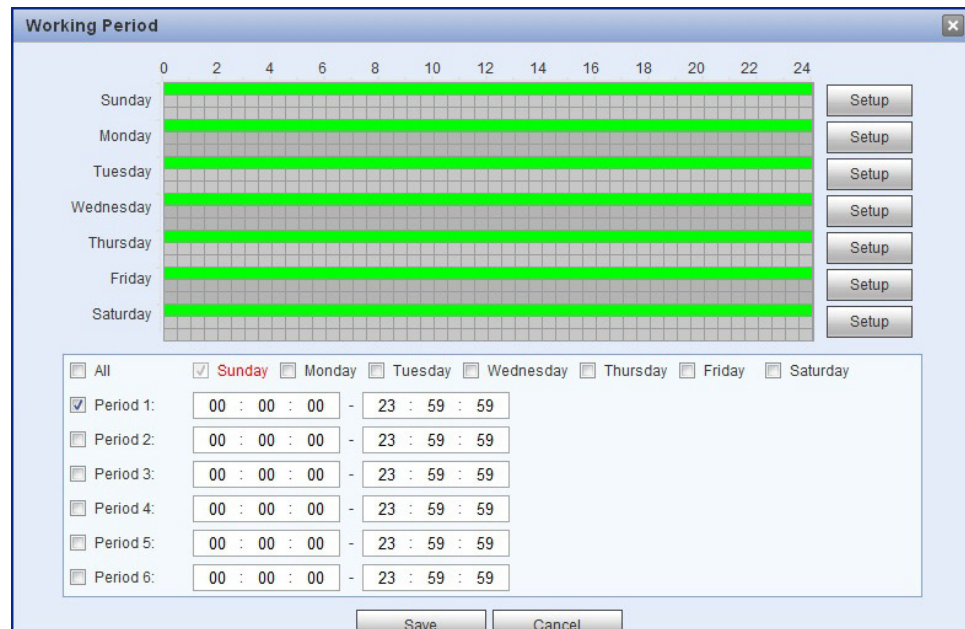 Working Period
0 2 4 6 8 10 12 14 16 18 20 22 24
Sunday Setup
Monday Setup
Tuesday Setup
Wednesday Setup
Thursday Setup
Friday Setup
Saturday Setup
All Sunday Monday Tuesday Wednesday Thursday Friday Saturday
Period 1: 00 : 00 : 00 - 23 : 59 : 59
Period 2: 00 : 00 : 00 - 23 : 59 : 59
Period 3: 00 : 00 : 00 - 23 : 59 : 59
Period 4: 00 : 00 : 00 - 23 : 59 : 59
Period 5: 00 : 00 : 00 - 23 : 59 : 59
Period 6: 00 : 00 : 00 - 23 : 59 : 59
Save Cancel